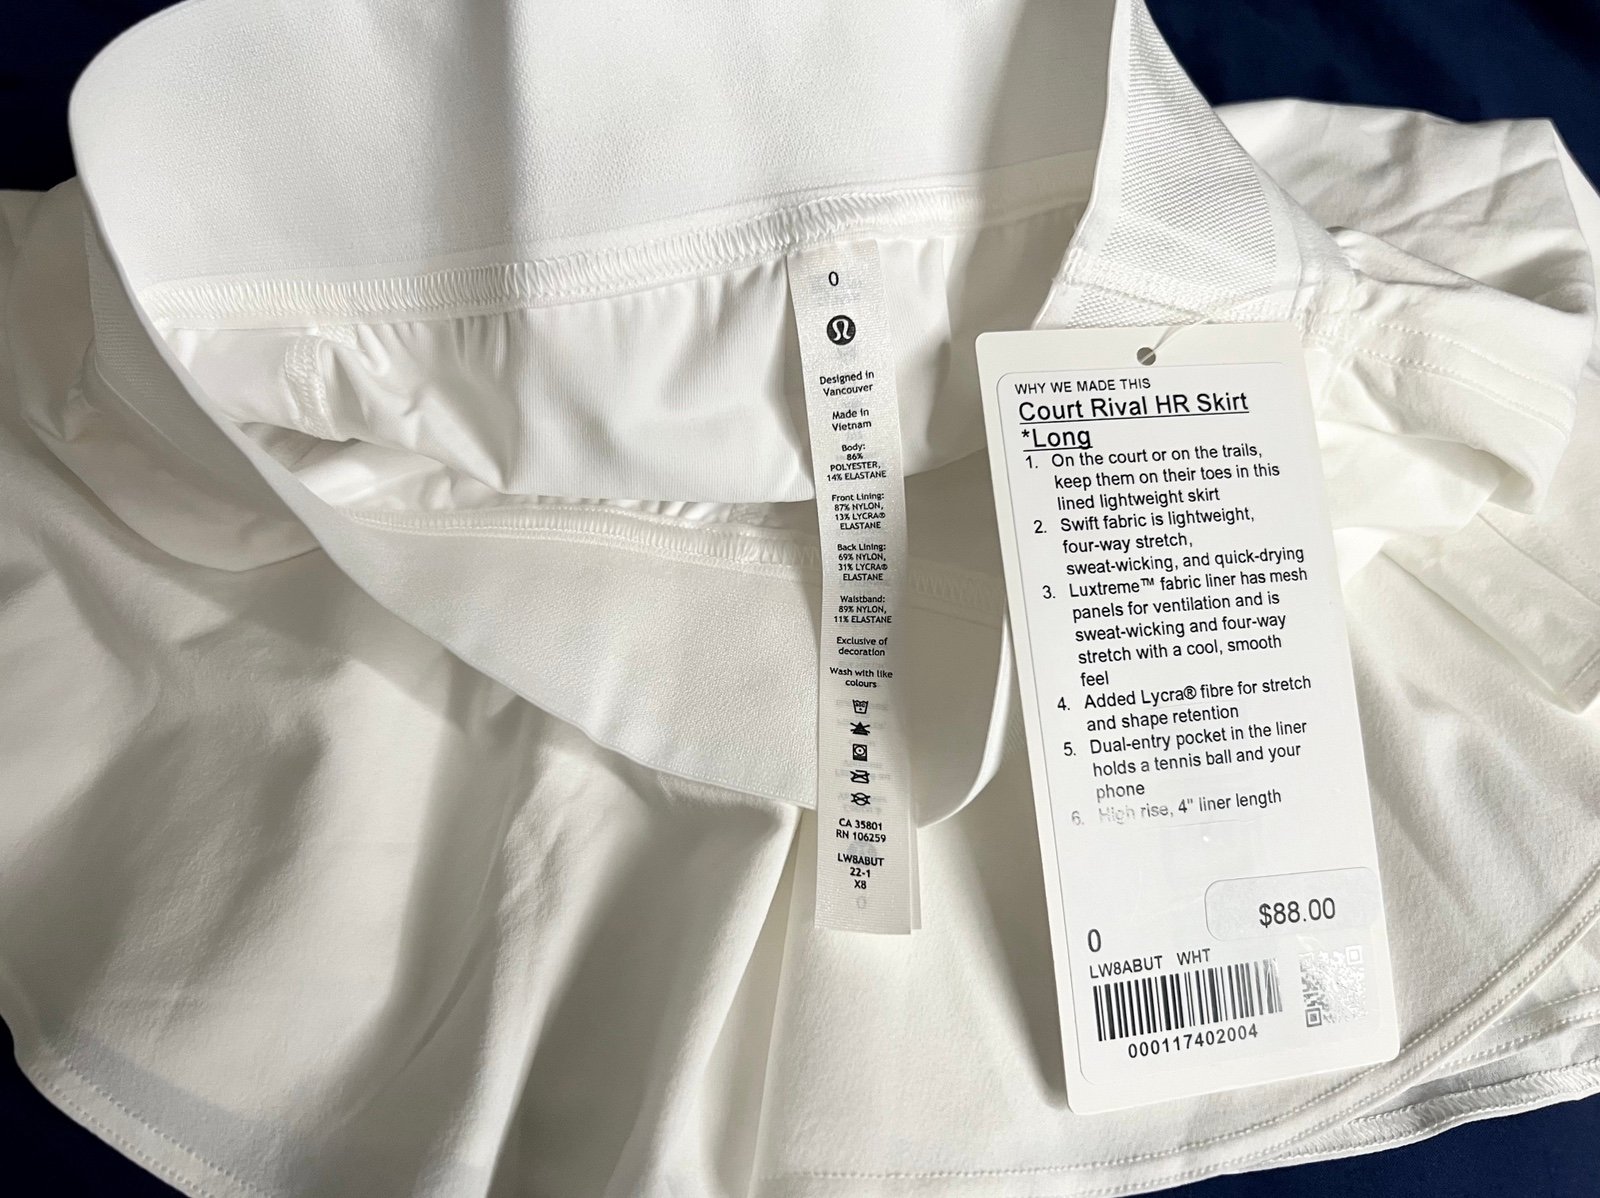 0
Designed in
Vancouver
Made in
Vietnam
Body:
86%
POLYESTER,
14% ELASTANE
Front Lining:
87% NYLON,
13% LYCRA®
ELASTANE
Back Lining:
69% NYLON,
31% LYCRA®
ELASTANE
Waistband:
89% NYLON,
11% ELASTANE
Exclusive of
decoration
Wash with like
colours
CA 35801
RN 106259
LW8ABUT
22-1
X8
0
WHY WE MADE THIS
Court Rival HR Skirt
*Long
1. On the court or on the trails,
keep them on their toes in this
lined lightweight skirt
2. Swift fabric is lightweight,
four-way stretch,
sweat-wicking, and quick-drying
3. Luxtreme™ fabric liner has mesh
panels for ventilation and is
sweat-wicking and four-way
stretch with a cool, smooth
feel
4. Added Lycra® fibre for stretch
and shape retention
5. Dual-entry pocket in the liner
holds a tennis ball and your
phone
6. High rise, 4" liner length
$88.00
0
LW8ABUT WHT
000117402004